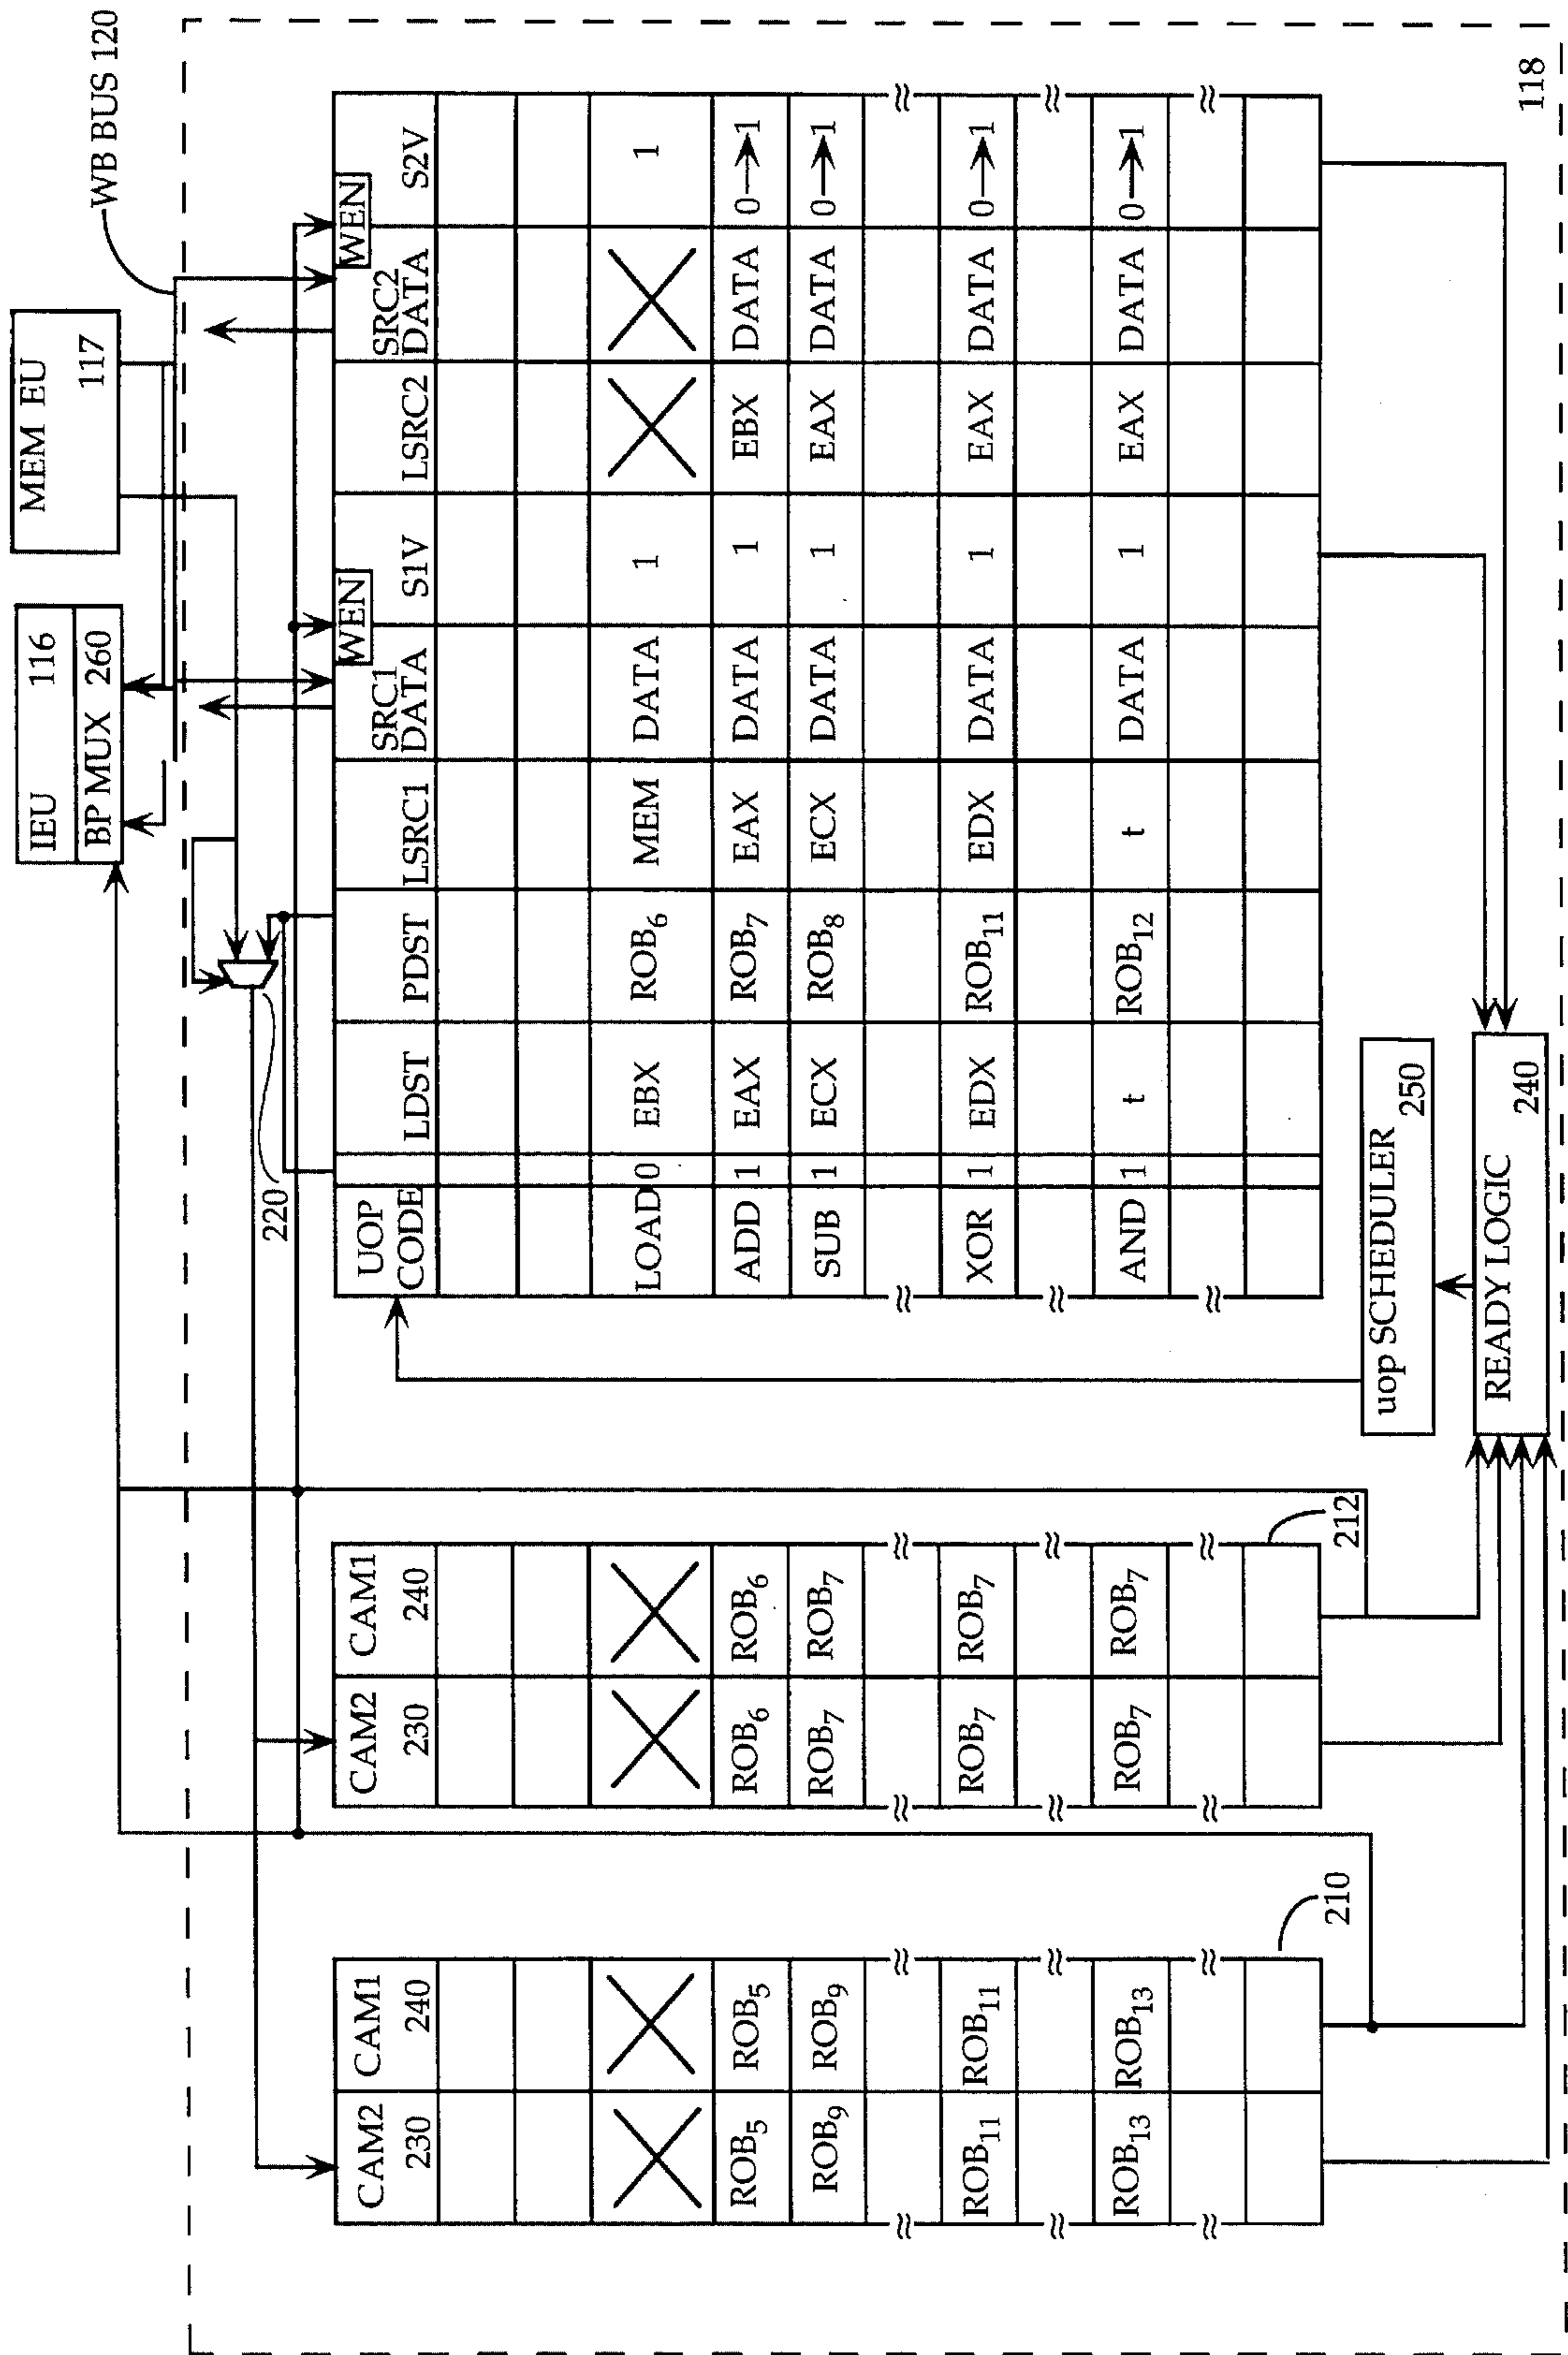 WB BUS 120
MEM EU
117
IEU 116
BP MUX 260
220
CAM2
230
CAM1
240
ROB5 ROB5
ROB9 ROB9
ROB11 ROB11
ROB13 ROB13
210
CAM2
230
CAM1
240
ROB6 ROB6
ROB7 ROB7
ROB7 ROB7
ROB7 ROB7
212
WEN WEN
UOP CODE LDST PDST LSRC1 SRC1 DATA S1V LSRC2 SRC2 DATA S2V
LOAD 0 EBX ROB6 MEM DATA 1 1
ADD 1 EAX ROB7 EAX DATA 1 EBX DATA 0→1
SUB 1 ECX ROB8 ECX DATA 1 EAX DATA 0→1
XOR 1 EDX ROB11 EDX DATA 1 EAX DATA 0→1
AND 1 t ROB12 t DATA 1 EAX DATA 0→1
uop SCHEDULER
250
READY LOGIC
240
118